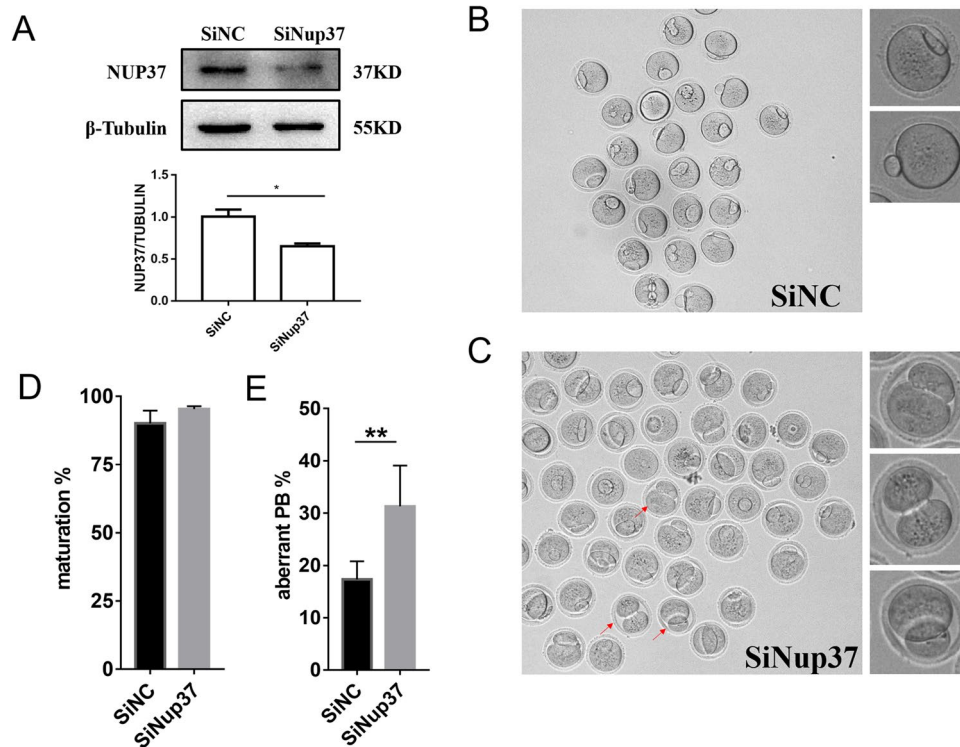 A
SiNC SiNup37
NUP37 37KD
β-Tubulin 55KD
NUP37/TUBULIN
1.5
1.0
0.5
0.0
*
SiNC
SiNup37
B
SiNC
C
SiNup37
D
maturation %
100
75
50
25
0
SiNC
SiNup37
E
aberrant PB %
50
40
30
20
10
0
**
SiNC
SiNup37